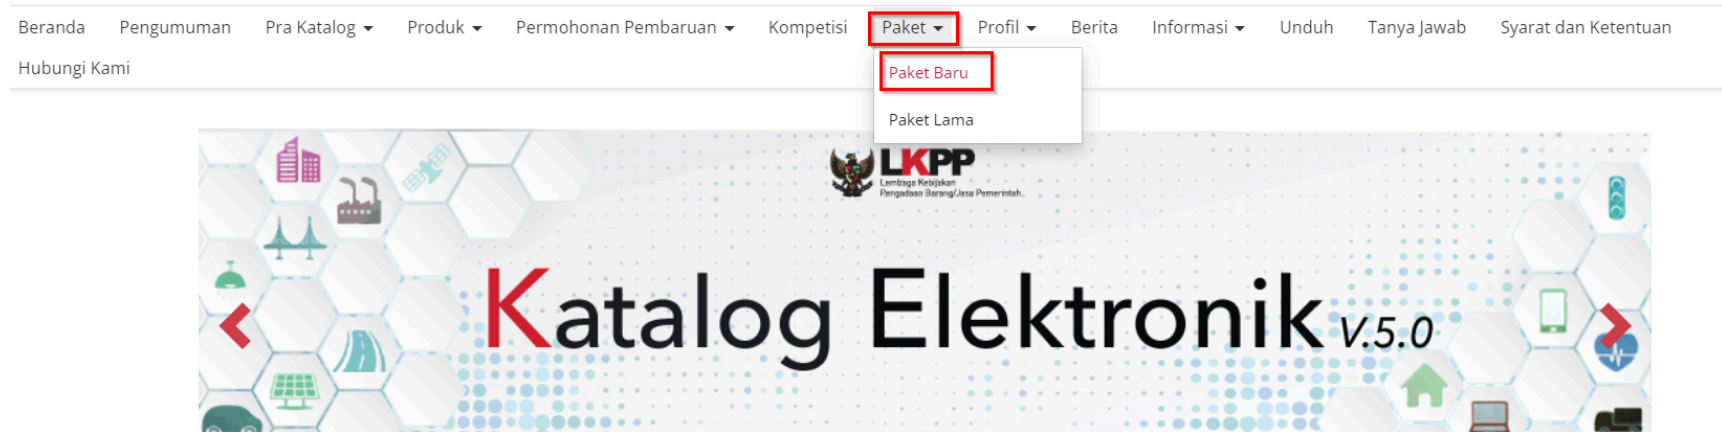 Beranda Pengumuman Pra Katalog Produk Permohonan Pembaruan Kompetisi Paket Profil Berita Informasi Unduh Tanya Jawab Syarat dan Ketentuan
Hubungi Kami
Paket Baru
Paket Lama
LKPP
Lembaga Kebijakan
Pengadaan Barang/Jasa Pemerintah
Katalog Elektronik v.5.0